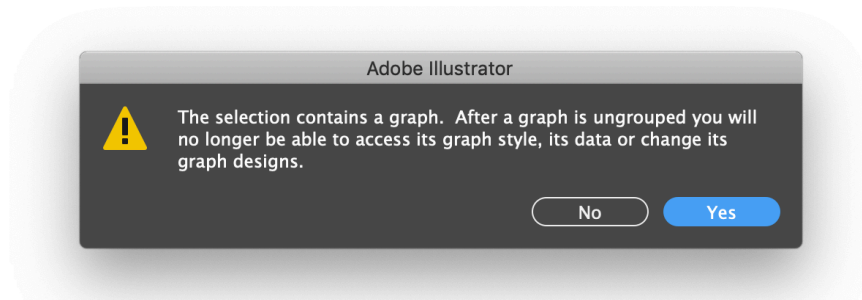 Adobe Illustrator
The selection contains a graph.  After a graph is ungrouped you will
no longer be able to access its graph style, its data or change its
graph designs.
No
Yes